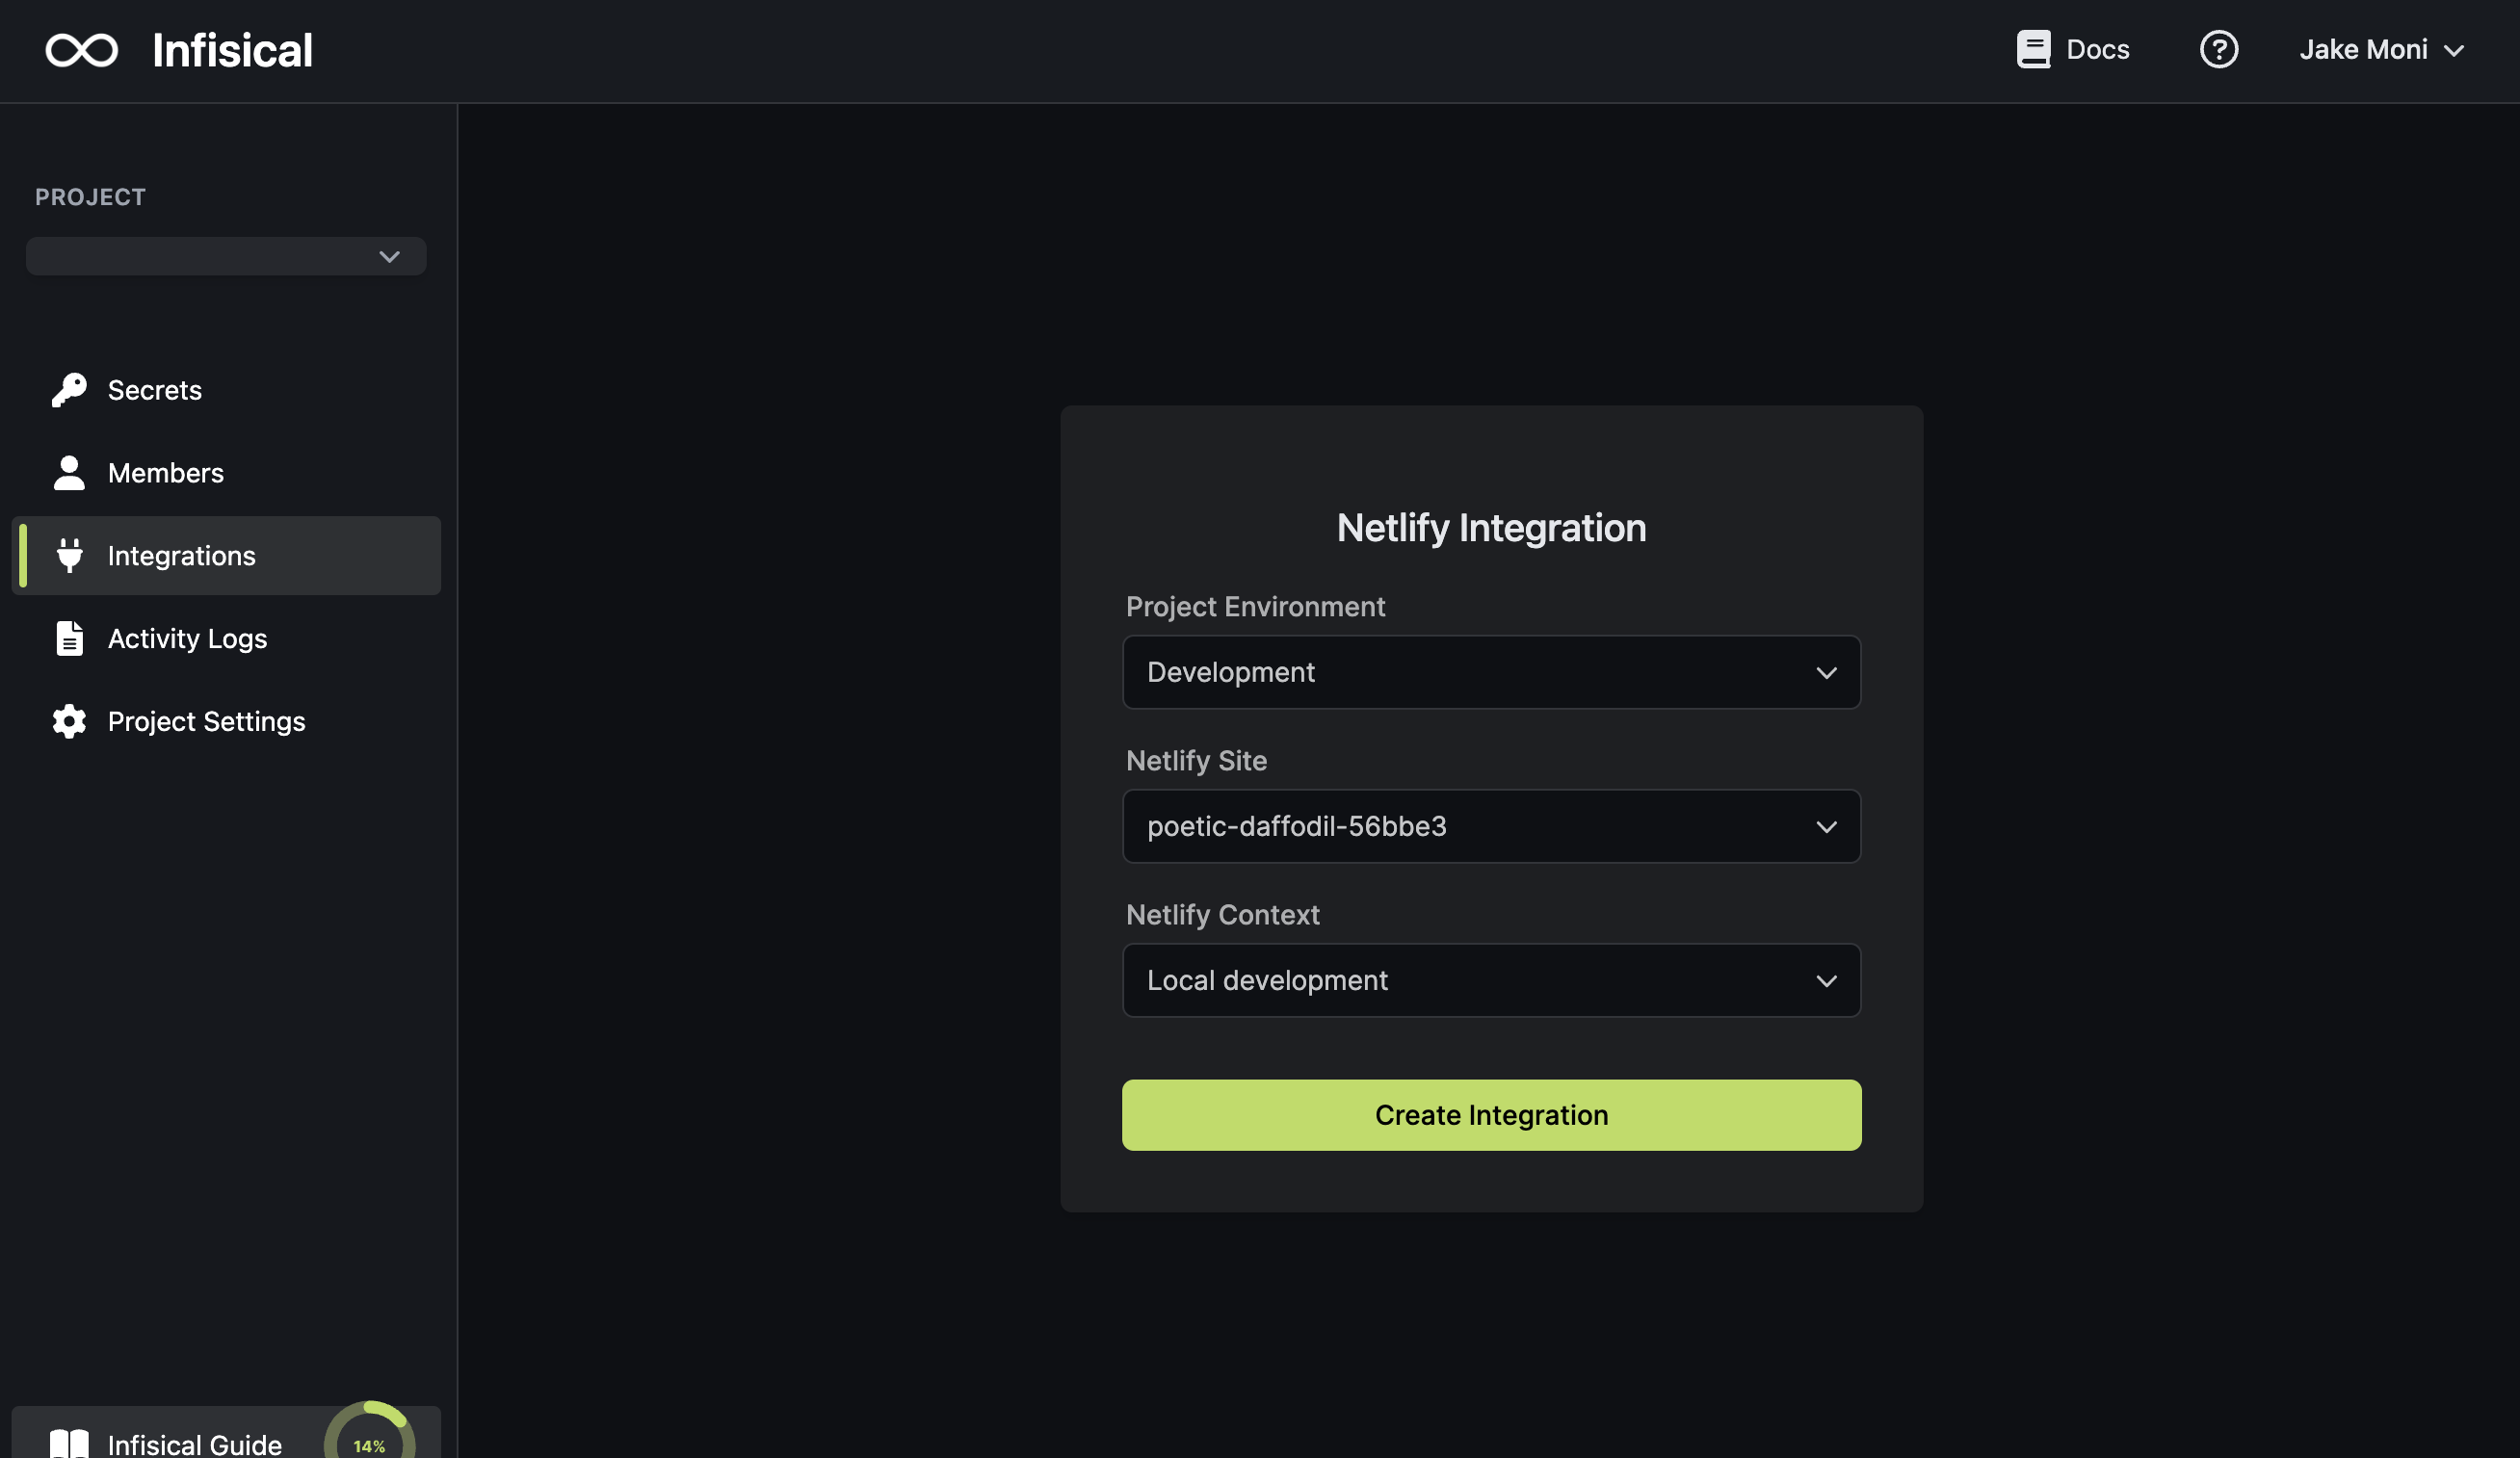 Infisical
Docs
Jake Moni
PROJECT
Secrets
Members
Integrations
Activity Logs
Project Settings
Netlify Integration
Project Environment
Development
Netlify Site
poetic-daffodil-56bbe3
Netlify Context
Local development
Create Integration
Infisical Guide
14%